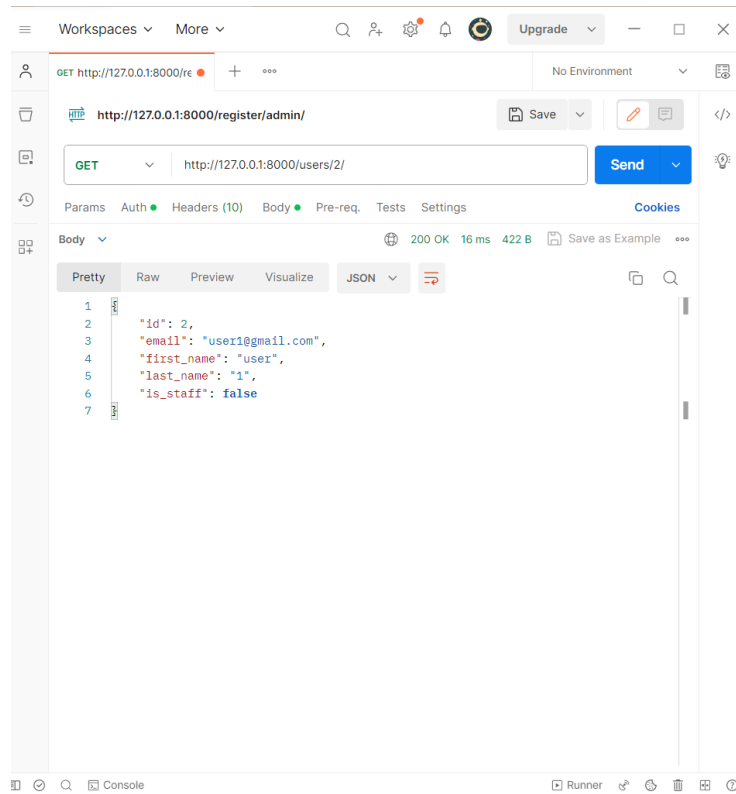 Workspaces More Upgrade
GET http://127.0.0.1:8000/re No Environment
HTTP http://127.0.0.1:8000/register/admin/ Save
GET http://127.0.0.1:8000/users/2/ Send
Params Auth Headers (10) Body Pre-req. Tests Settings Cookies
Body 200 OK 16 ms 422 B Save as Example
Pretty Raw Preview Visualize JSON
1 {
2 "id": 2,
3 "email": "user1@gmail.com",
4 "first_name": "user",
5 "last_name": "1",
6 "is_staff": false
7 }
Console Runner